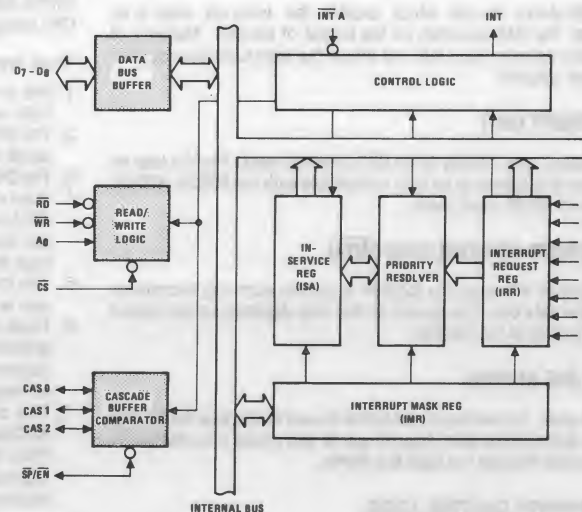 INT A
INT
D7 - D0
DATA
BUS
BUFFER
CONTROL LOGIC
RD
WR
A0
CS
READ/
WRITE
LOGIC
IN-
SERVICE
REG
(ISA)
PRIORITY
RESDLVER
INTERRUPT
REQUEST
REG
(IRR)
CAS 0
CAS 1
CAS 2
CASCADE
BUFFER
COMPARATOR
INTERRUPT MASK REG
(IMR)
SP/EN
INTERNAL BUS